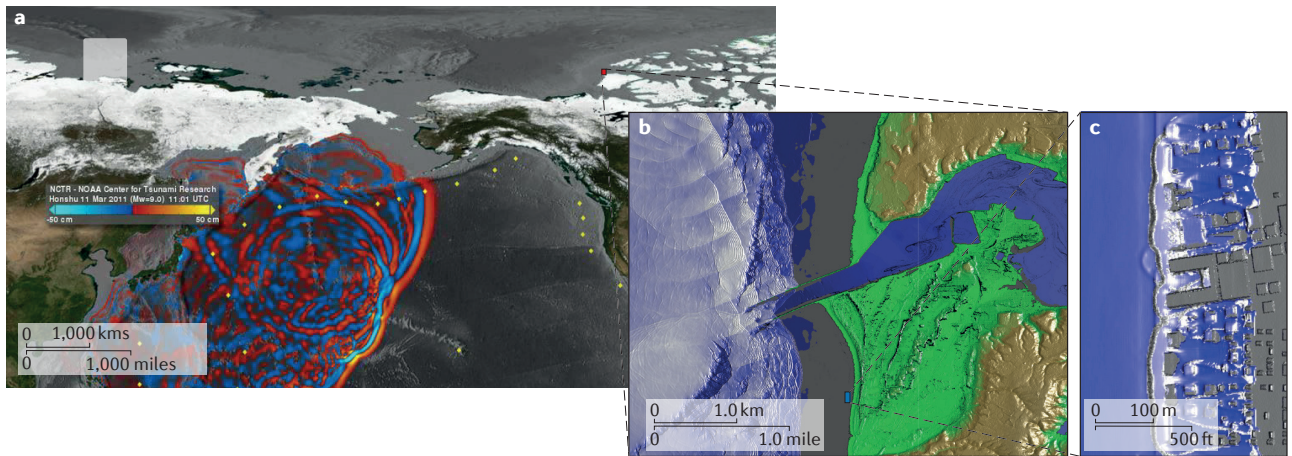 a
NCTR - NOAA Center for Tsunami Research
Honshu 11 Mar 2011 (Mw=9.0) 11:01 UTC
-50 cm 50 cm
0 1,000 kms
0 1,000 miles
b
0 1.0 km
0 1.0 mile
c
0 100 m
500 ft